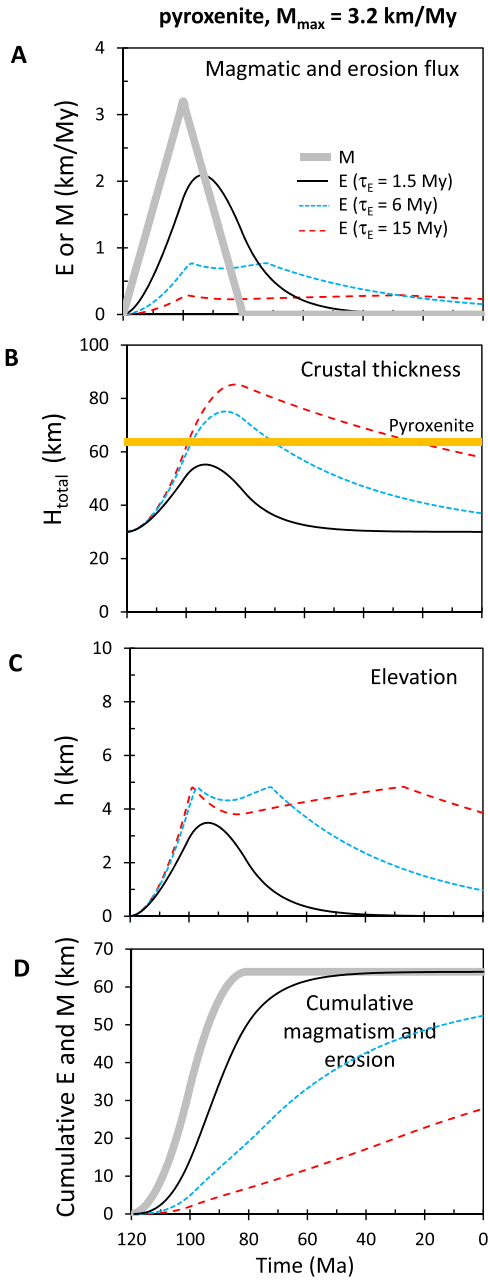 pyroxenite, Mmax = 3.2 km/My
A
Magmatic and erosion flux
E or M (km/My)
4
3
2
1
0
M
E (τE = 1.5 My)
E (τE = 6 My)
E (τE = 15 My)
B
Crustal thickness
Htotal (km)
100
80
60
40
20
0
Pyroxenite
C
Elevation
h (km)
10
8
6
4
2
0
D
Cumulative E and M (km)
70
60
50
40
30
20
10
0
Cumulative
magmatism and
erosion
120 100 80 60 40 20 0
Time (Ma)